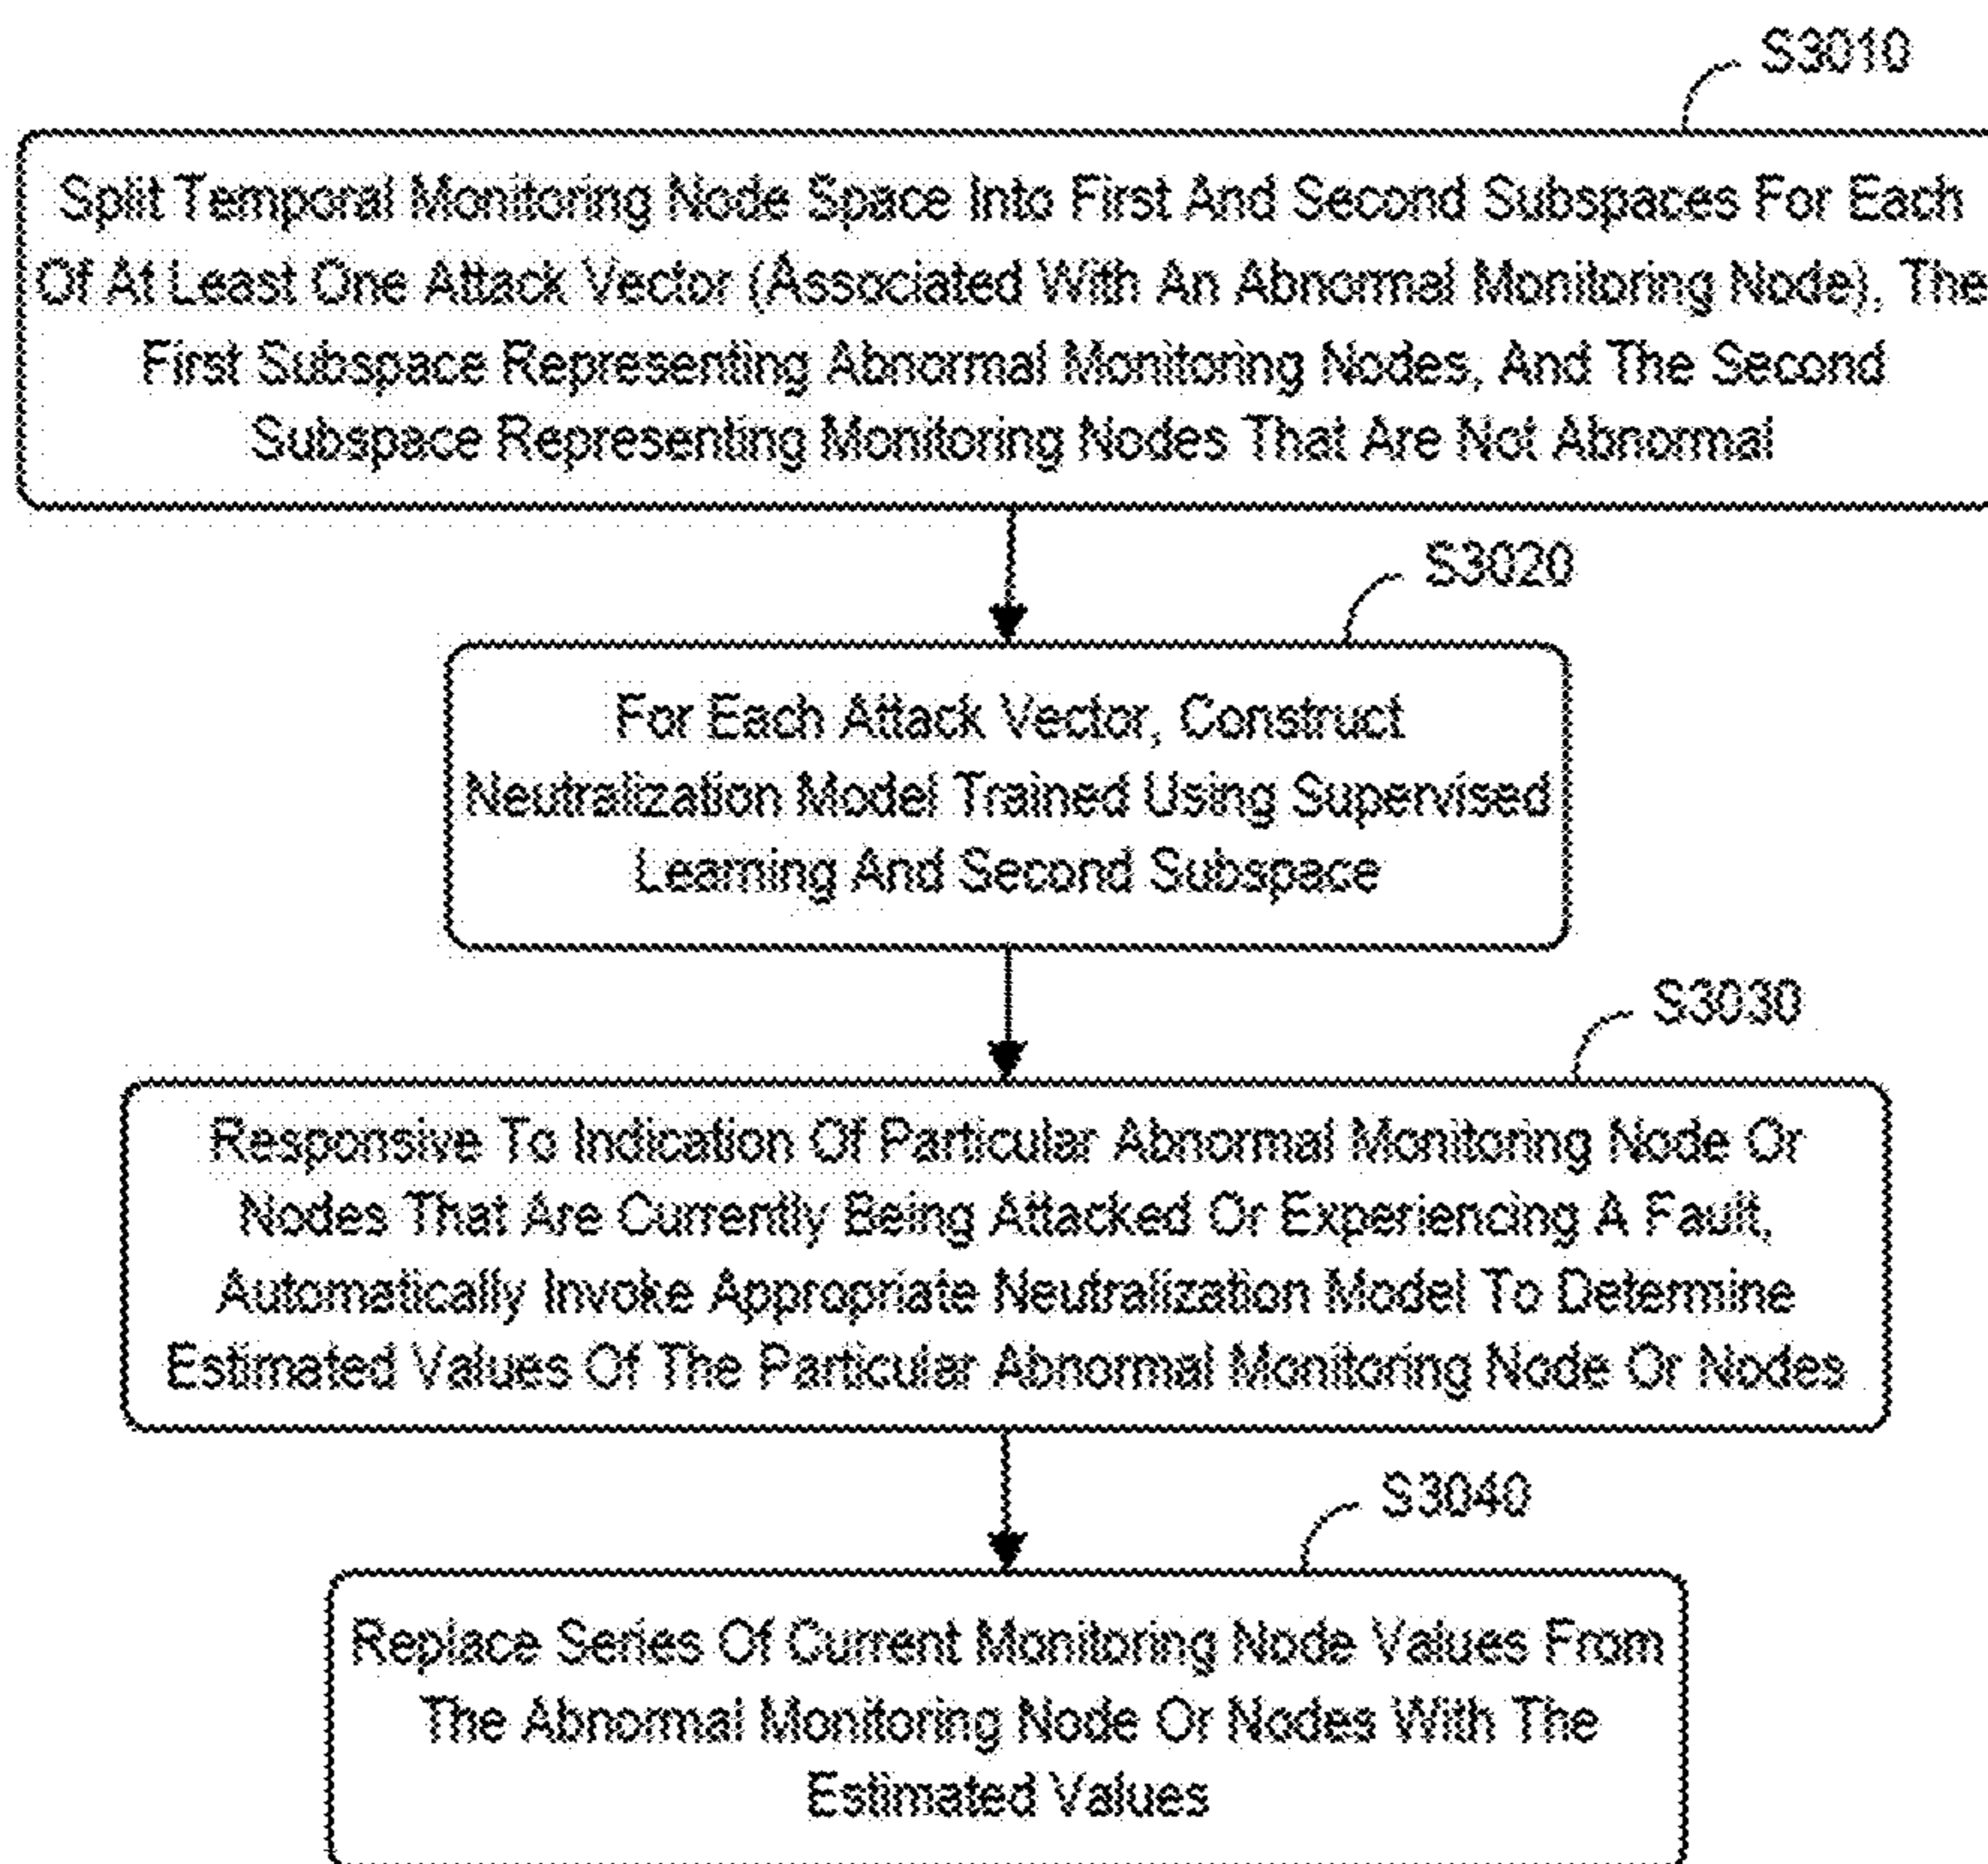 S3010
Split Temporal Monitoring Node Space Into First And Second Subspaces For Each
Of At Least One Attack Vector (Associated With An Abnormal Monitoring Node), The
First Subspace Representing Abnormal Monitoring Nodes, And The Second
Subspace Representing Monitoring Nodes That Are Not Abnormal
S3020
For Each Attack Vector, Construct
Neutralization Model Trained Using Supervised
Learning And Second Subspace
S3030
Responsive To Indication Of Particular Abnormal Monitoring Node Or
Nodes That Are Currently Being Attacked Or Experiencing A Fault,
Automatically Invoke Appropriate Neutralization Model To Determine
Estimated Values Of The Particular Abnormal Monitoring Node Or Nodes
S3040
Replace Series Of Current Monitoring Node Values From
The Abnormal Monitoring Node Or Nodes With The
Estimated Values